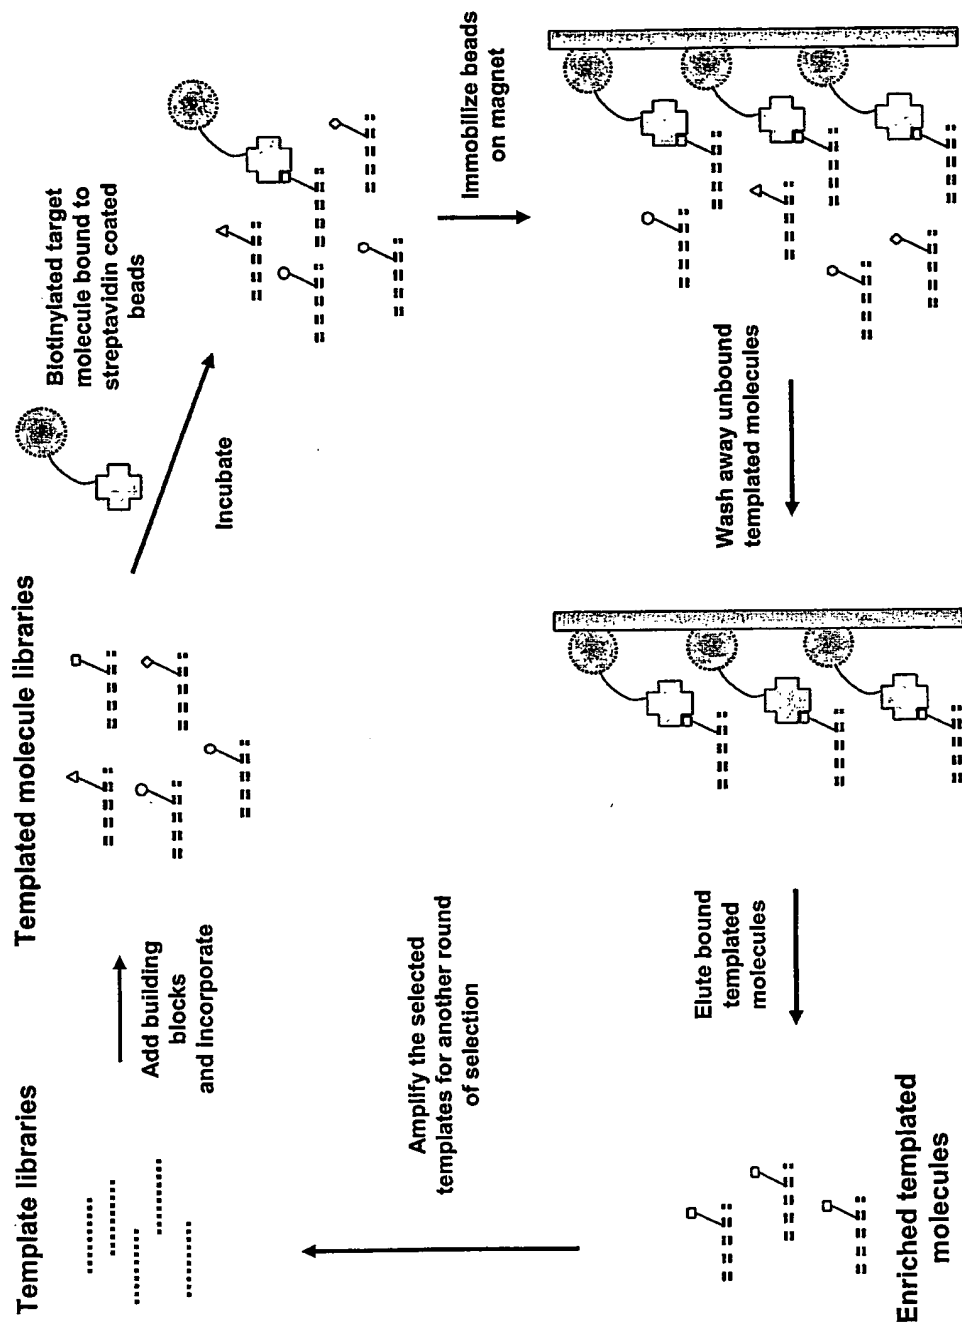 Template libraries
Add building
blocks
and incorporate
Templated molecule libraries
Incubate
Biotinylated target
molecule bound to
streptavidin coated
beads
Immobilize beads
on magnet
Wash away unbound
templated molecules
Elute bound
templated
molecules
Enriched templated
molecules
Amplify the selected
templates for another round
of selection